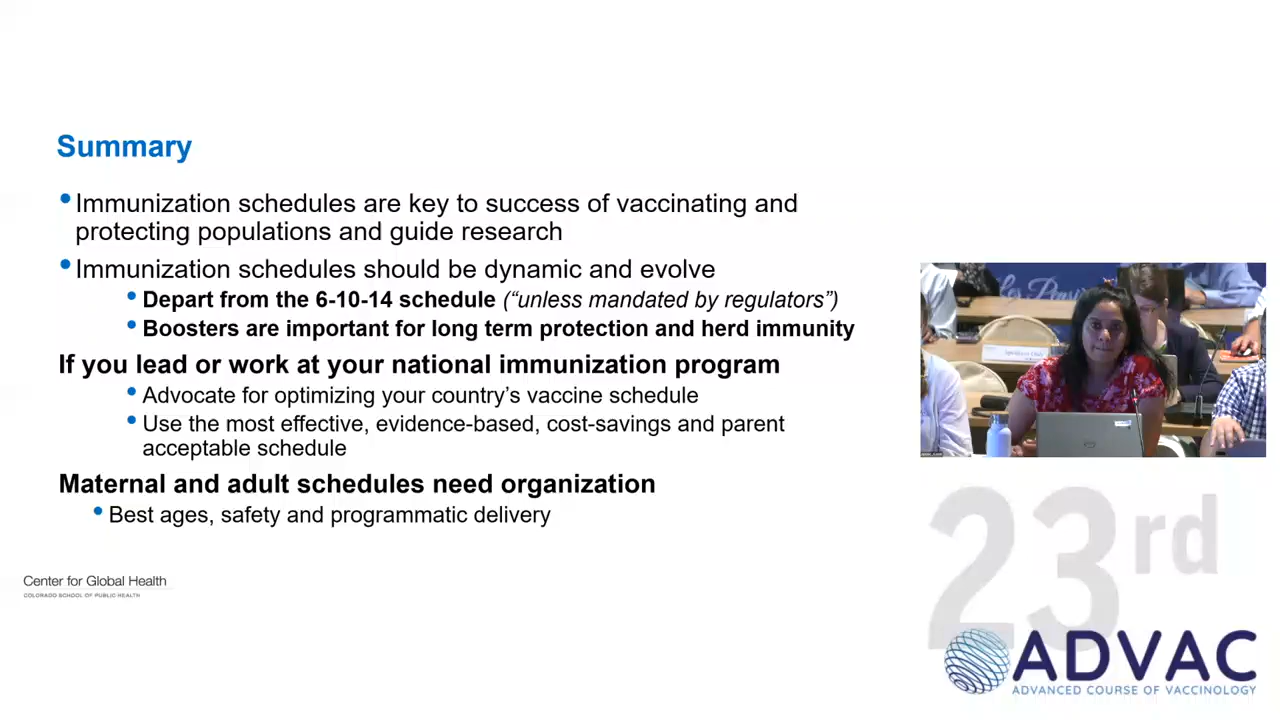 Summary
• Immunization schedules are key to success of vaccinating and
protecting populations and guide research
• Immunization schedules should be dynamic and evolve
• Depart from the 6-10-14 schedule (“unless mandated by regulators”)
• Boosters are important for long term protection and herd immunity
If you lead or work at your national immunization program
• Advocate for optimizing your country’s vaccine schedule
• Use the most effective, evidence-based, cost-savings and parent
acceptable schedule
Maternal and adult schedules need organization
• Best ages, safety and programmatic delivery
Center for Global Health
COLORADO SCHOOL OF PUBLIC HEALTH
23rd
ADVAC
ADVANCED COURSE OF VACCINOLOGY